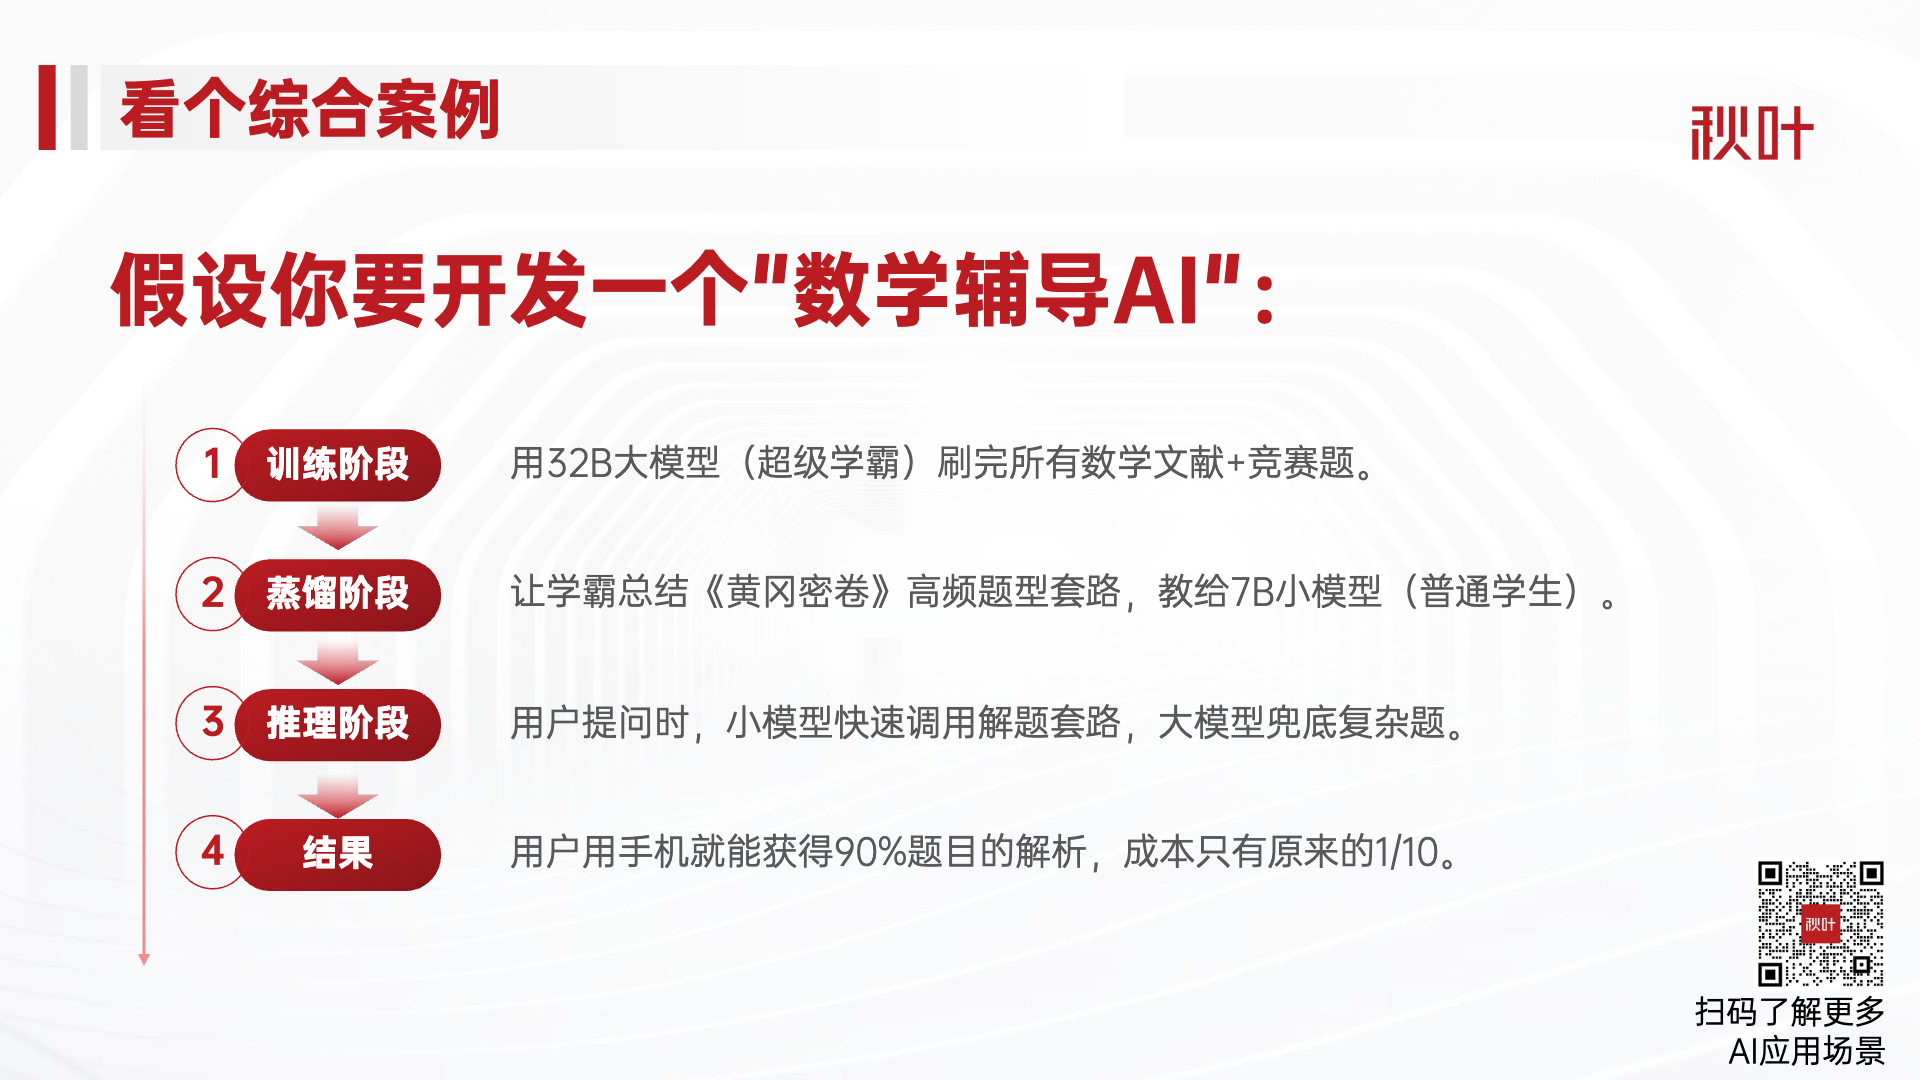 看个综合案例
秋叶
假设你要开发一个"数学辅导AI"：
1 训练阶段 用32B大模型（超级学霸）刷完所有数学文献+竞赛题。
2 蒸馏阶段 让学霸总结《黄冈密卷》高频题型套路，教给7B小模型（普通学生）。
3 推理阶段 用户提问时，小模型快速调用解题套路，大模型兜底复杂题。
4 结果 用户用手机就能获得90%题目的解析，成本只有原来的1/10。
秋叶
扫码了解更多
AI应用场景